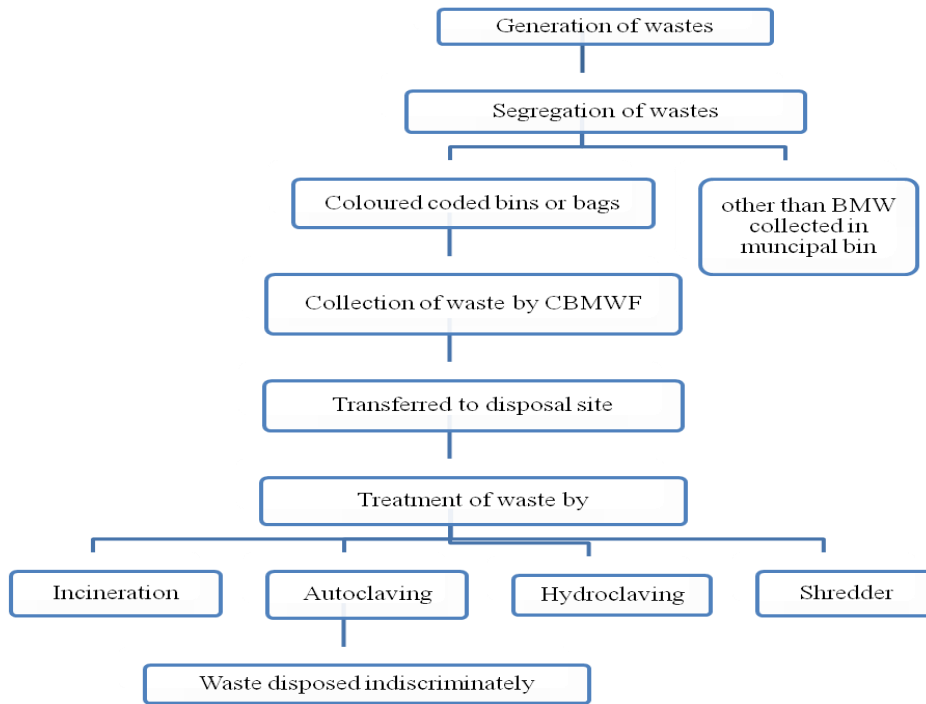 Generation of wastes
Segregation of wastes
Coloured coded bins or bags
other than BMW
collected in
muncipal bin
Collection of waste by CBMWF
Transferred to disposal site
Treatment of waste by
Incineration
Autoclaving
Hydroclaving
Shredder
Waste disposed indiscriminately